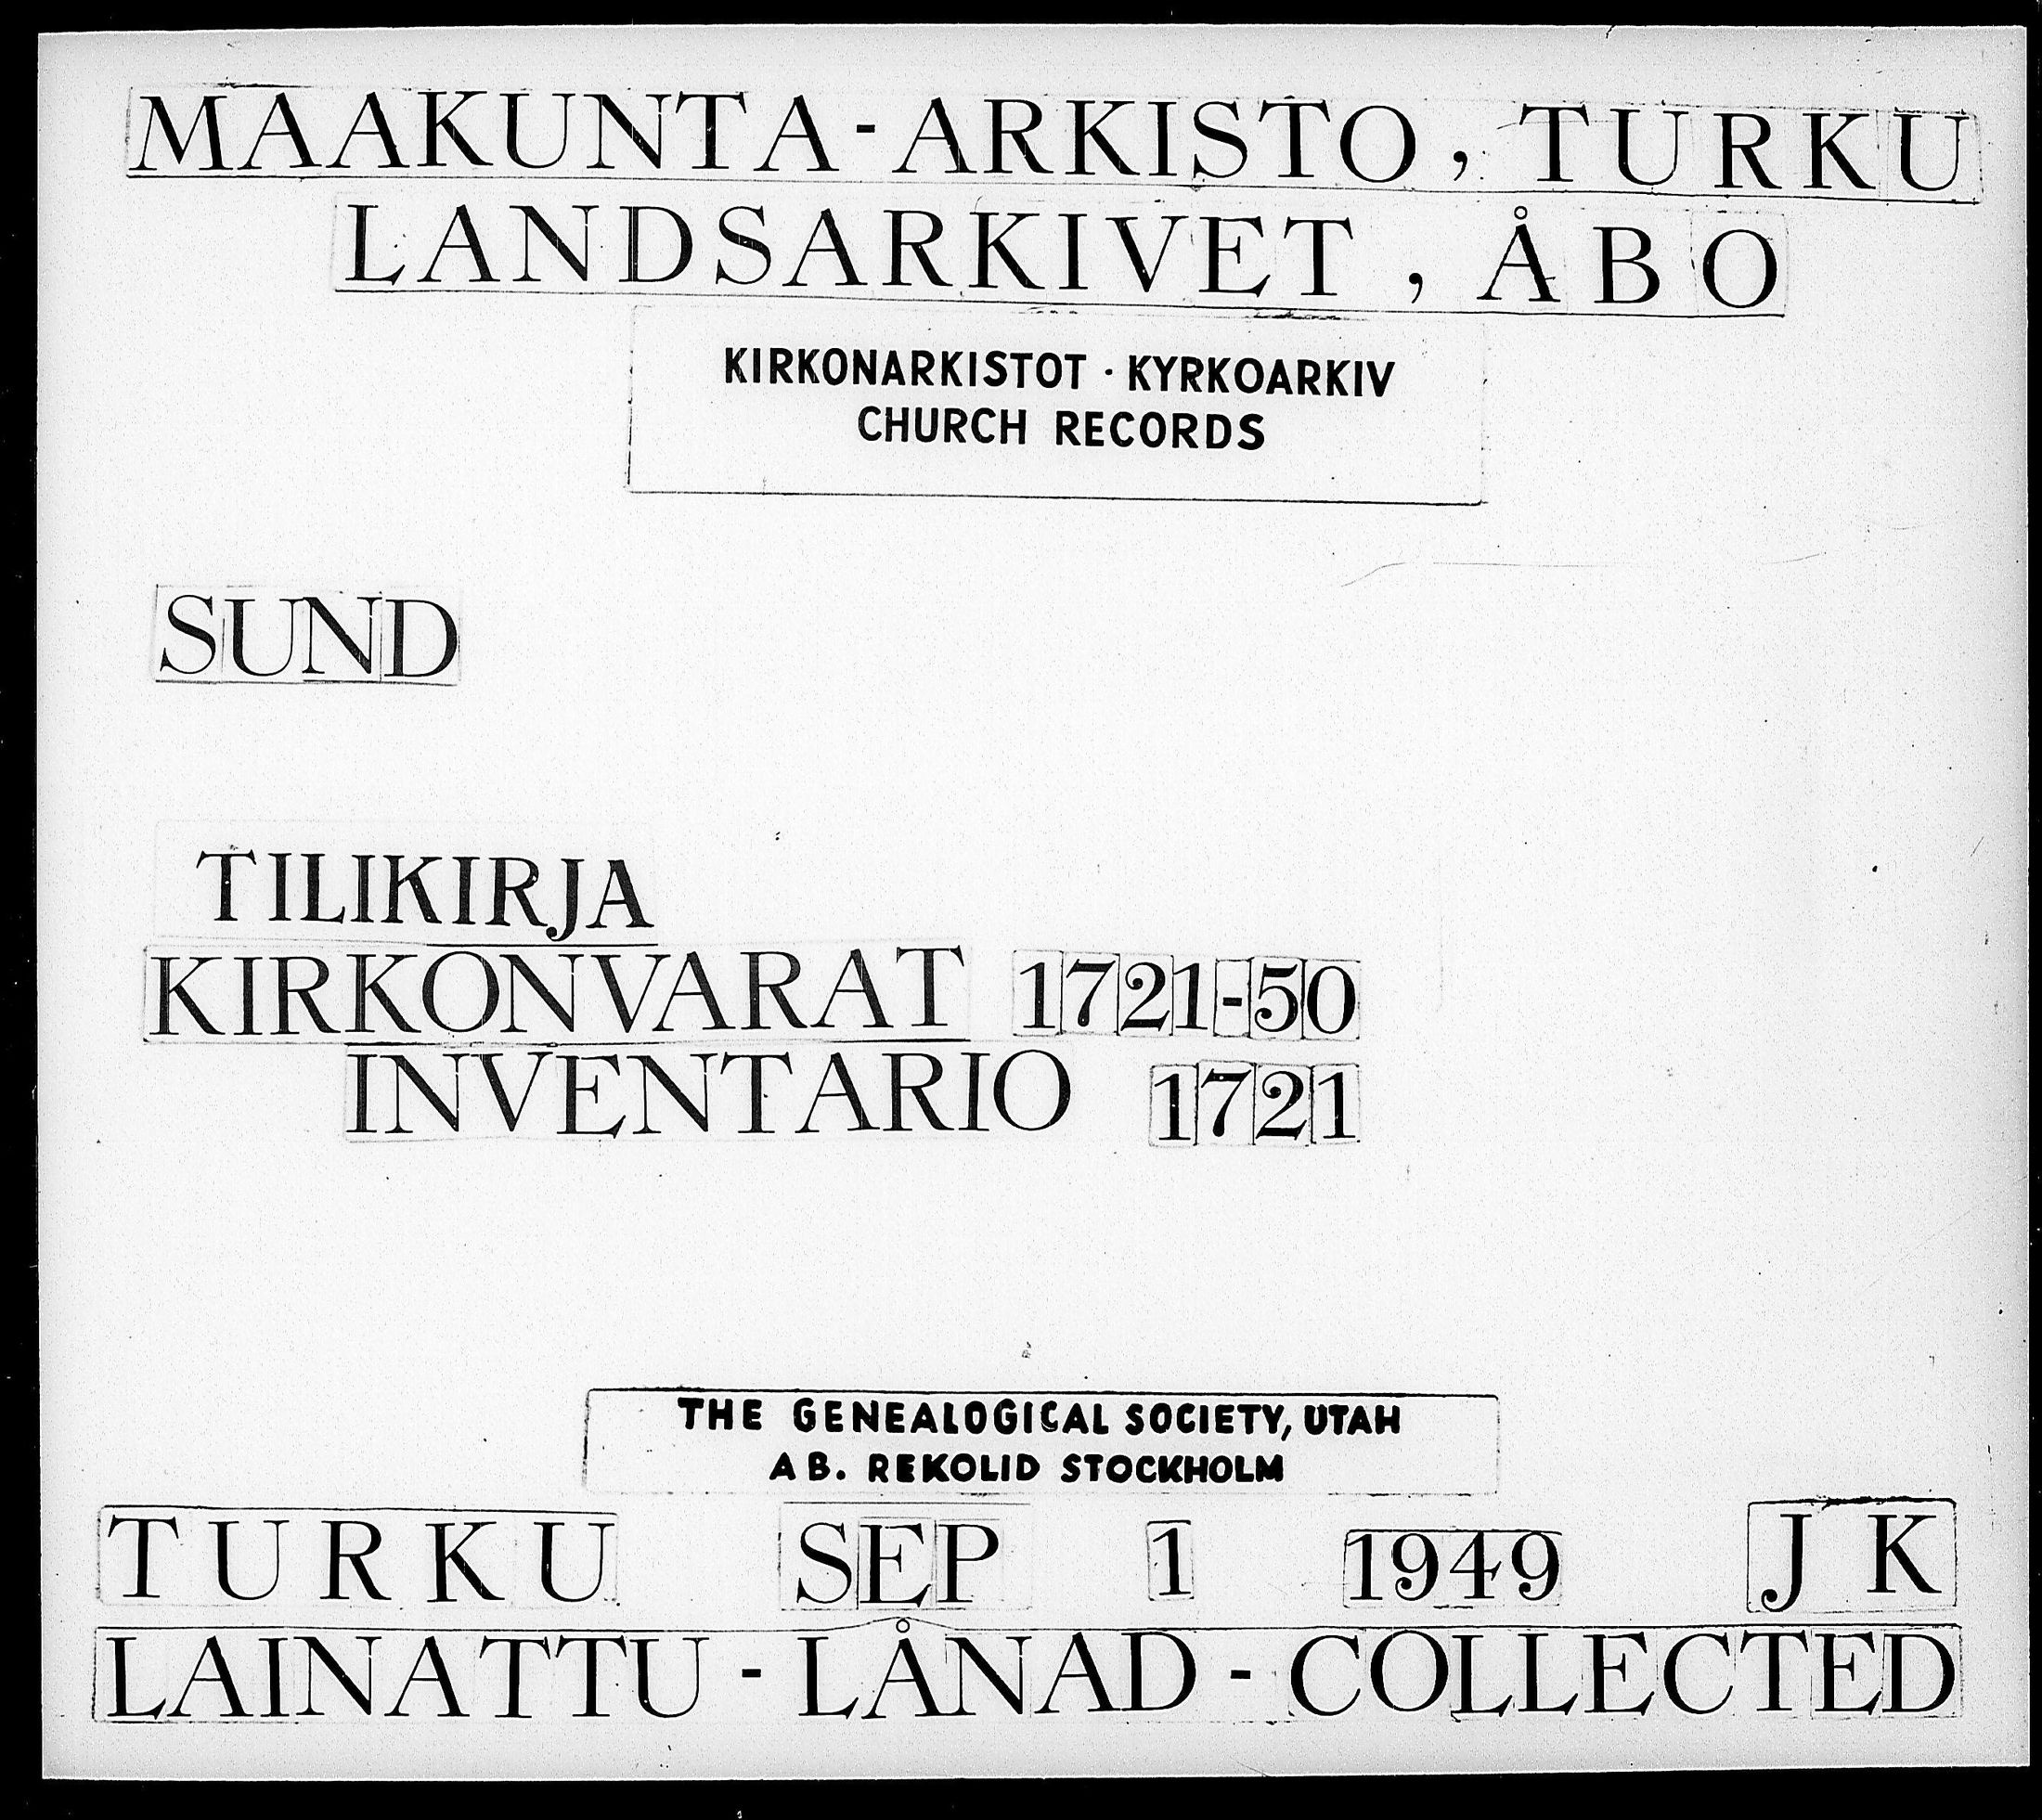 MAAKUNTA-ARKISTO, TURKU
LANDSARKIVET, ÅBO
KIRKONARKISTOT · KYRKOARKIV
CHURCH RECORDS
SUND
TILIKIRJA
KIRKONVARAT 1721-50
INVENTARIO 1721
THE GENEALOGICAL SOCIETY, UTAH
AB. REKOLID STOCKHOLM
TURKU SEP 1 1949 J K
LAINATTU - LÅNAD - COLLECTED